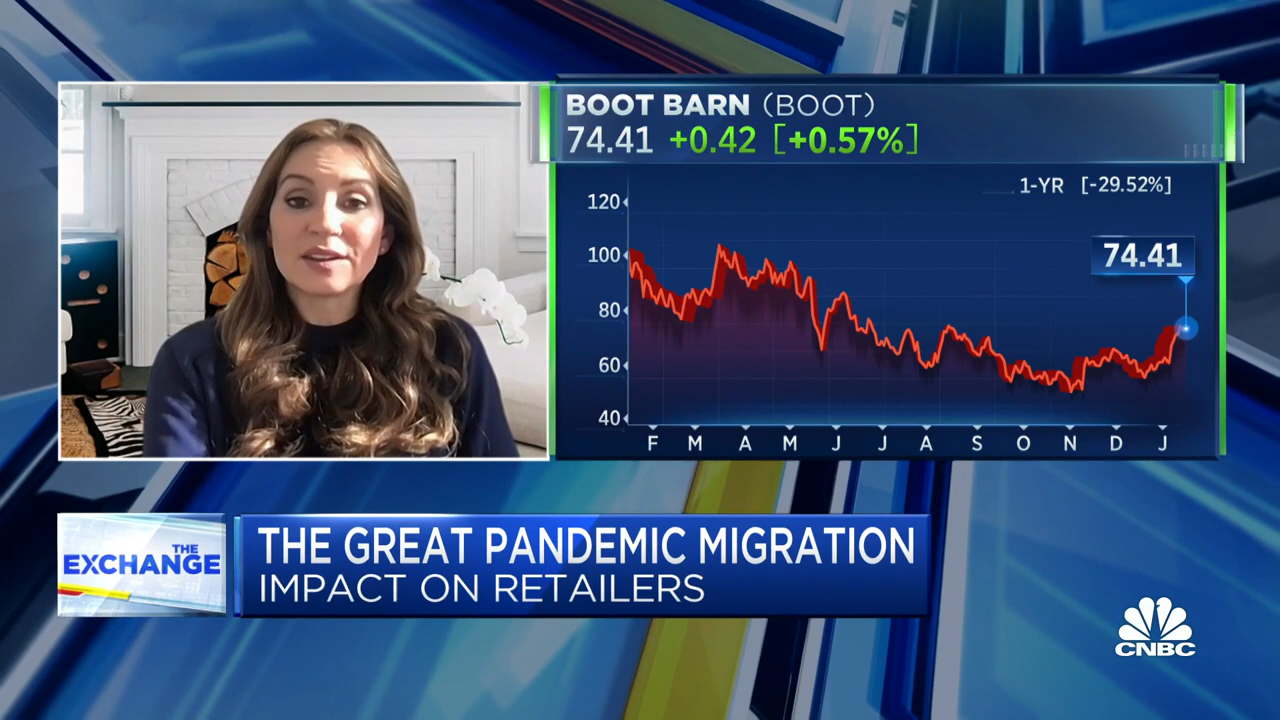 BOOT BARN (BOOT)
74.41 +0.42 [+0.57%]
1-YR [-29.52%]
120
100
80
60
40
74.41
F M A M J J A S O N D J
THE
EXCHANGE
THE GREAT PANDEMIC MIGRATION
IMPACT ON RETAILERS
CNBC